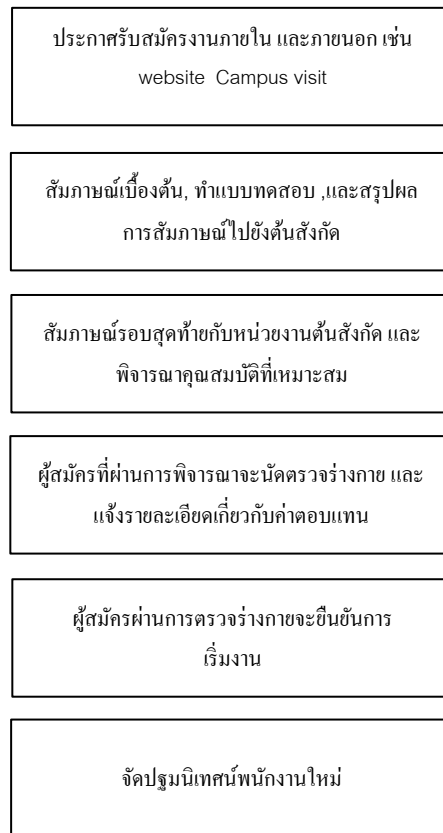 ประกาศรับสมัครงานภายใน และภายนอก เช่น
website Campus visit
สัมภาษณ์เบื้องต้น, ทำแบบทดสอบ ,และสรุปผล
การสัมภาษณ์ไปยังต้นสังกัด
สัมภาษณ์รอบสุดท้ายกับหน่วยงานต้นสังกัด และ
พิจารณาคุณสมบัติที่เหมาะสม
ผู้สมัครที่ผ่านการพิจารณาจะนัดตรวจร่างกาย และ
แจ้งรายละเอียดเกี่ยวกับค่าตอบแทน
ผู้สมัครผ่านการตรวจร่างกายจะยืนยันการ
เริ่มงาน
จัดปฐมนิเทศน์พนักงานใหม่